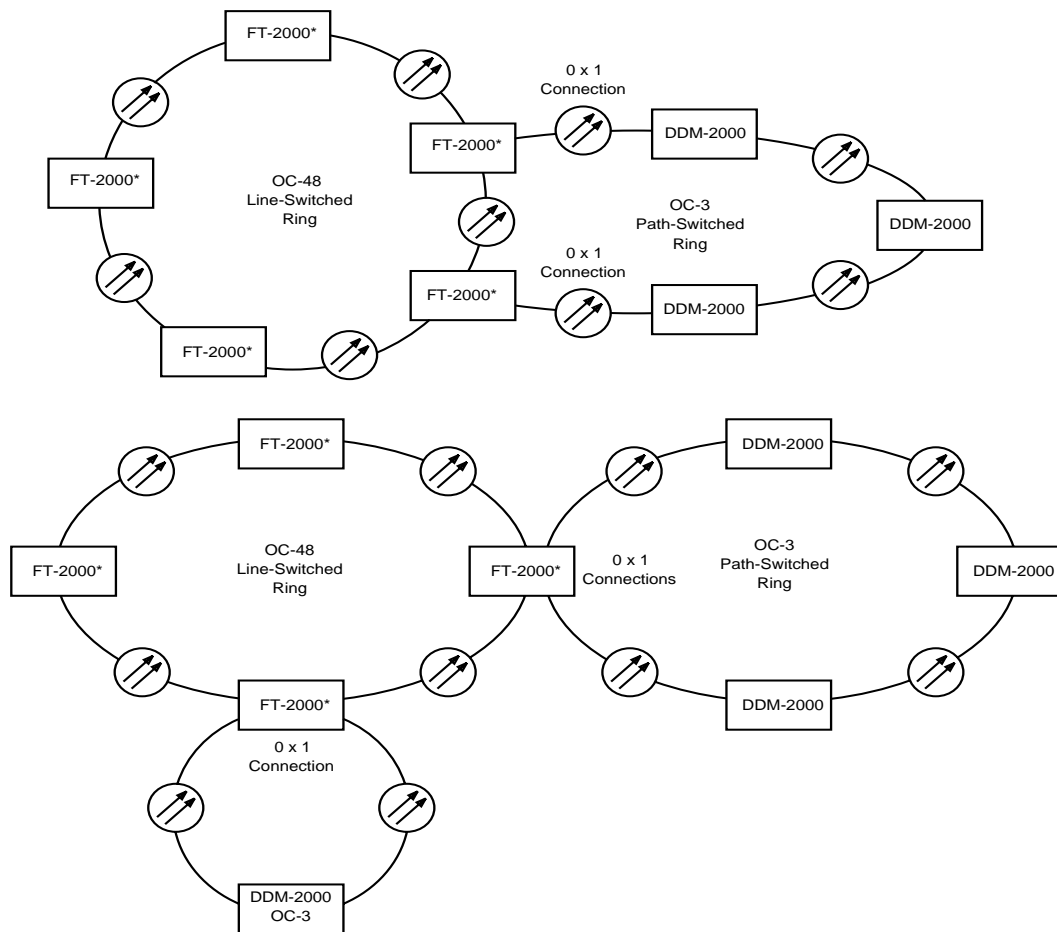 FT-2000*
0 x 1
Connection
FT-2000*
DDM-2000
FT-2000*
OC-48
Line-Switched
Ring
OC-3
Path-Switched
Ring
DDM-2000
0 x 1
Connection
FT-2000*
DDM-2000
FT-2000*
FT-2000*
DDM-2000
FT-2000*
OC-48
Line-Switched
Ring
FT-2000*
0 x 1
Connections
OC-3
Path-Switched
Ring
DDM-2000
FT-2000*
DDM-2000
0 x 1
Connection
DDM-2000
OC-3